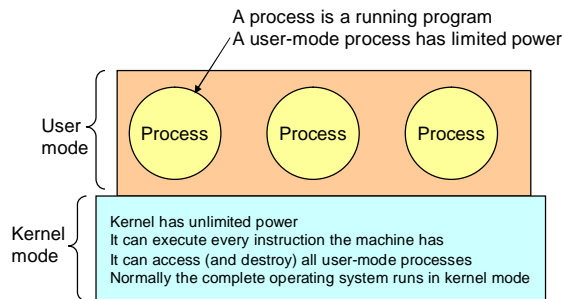 A process is a running program
A user-mode process has limited power
User
mode
Process
Process
Process
Kernel
mode
Kernel has unlimited power
It can execute every instruction the machine has
It can access (and destroy) all user-mode processes
Normally the complete operating system runs in kernel mode